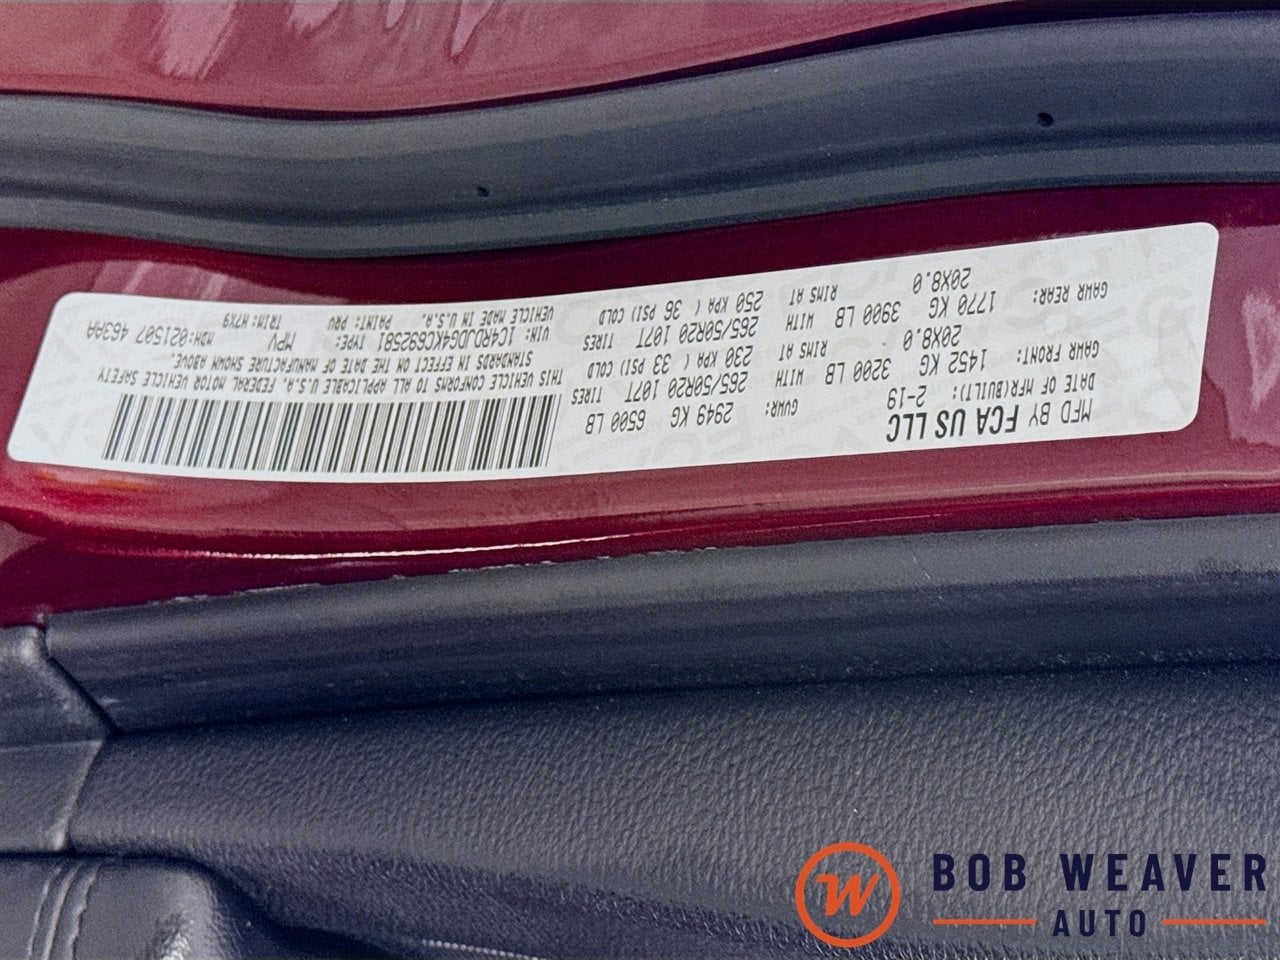 MFD BY FCA US LLC
DATE OF MFR(BUILT): 2-19 GVWR: 2949 KG 6500 LB
GAWR FRONT: 1452 KG 3200 LB WITH TIRES 265/50R20 107T
20X8.0 RIMS AT 230 KPA ( 33 PSI) COLD
GAWR REAR: 1770 KG 3900 LB WITH TIRES 265/50R20 107T
20X8.0 RIMS AT 250 KPA ( 36 PSI) COLD
THIS VEHICLE CONFORMS TO ALL APPLICABLE U.S.A. FEDERAL MOTOR VEHICLE SAFETY
STANDARDS IN EFFECT ON THE DATE OF MANUFACTURE SHOWN ABOVE.
VIN: 1C4RDJDG4KC692581 TYPE: MPV MDH:021507 463AA
VEHICLE MADE IN U.S.A. PAINT: PRV TRIM: H7X9
BOB WEAVER
AUTO